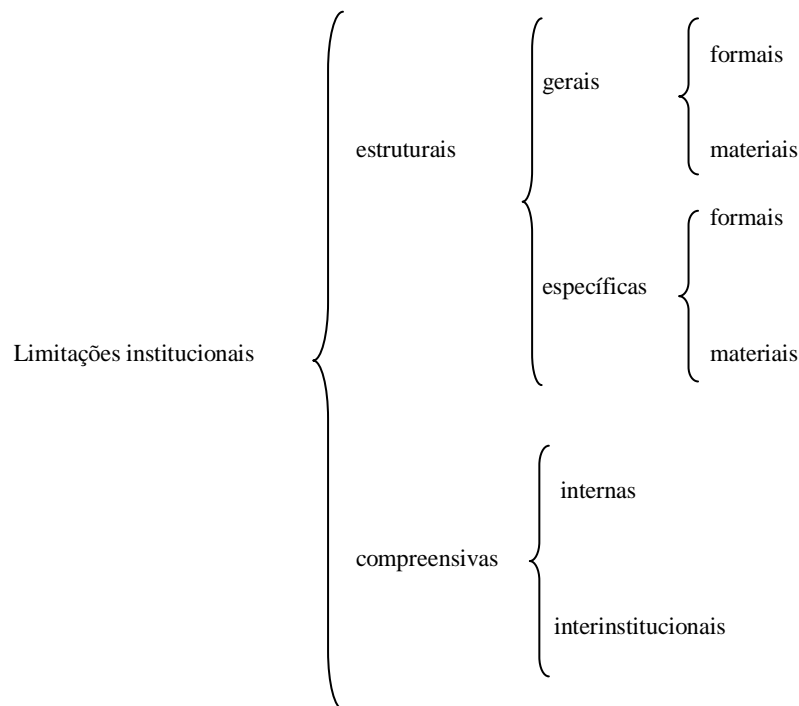 formais
gerais
estruturais
materiais
formais
específicas
Limitações institucionais
materiais
internas
compreensivas
interinstitucionais